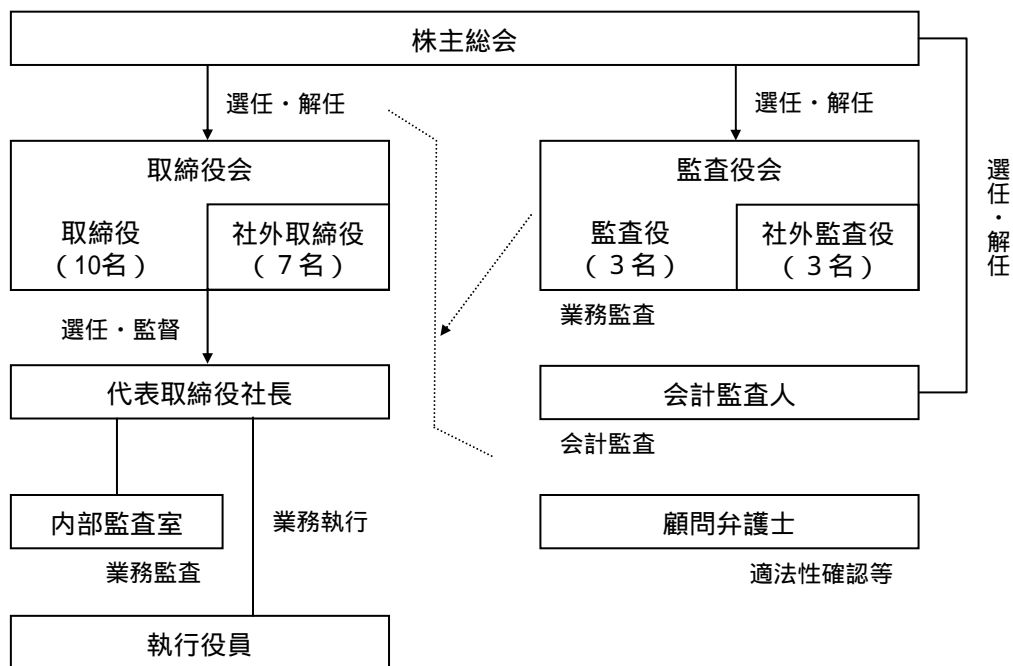 株主総会
選任・解任
選任・解任
選任・解任
取締役会
取締役
(10名)
社外取締役
(7名)
監査役会
監査役
(3名)
社外監査役
(3名)
業務監査
選任・監督
代表取締役社長
会計監査人
会計監査
内部監査室
業務監査
業務執行
顧問弁護士
適法性確認等
執行役員